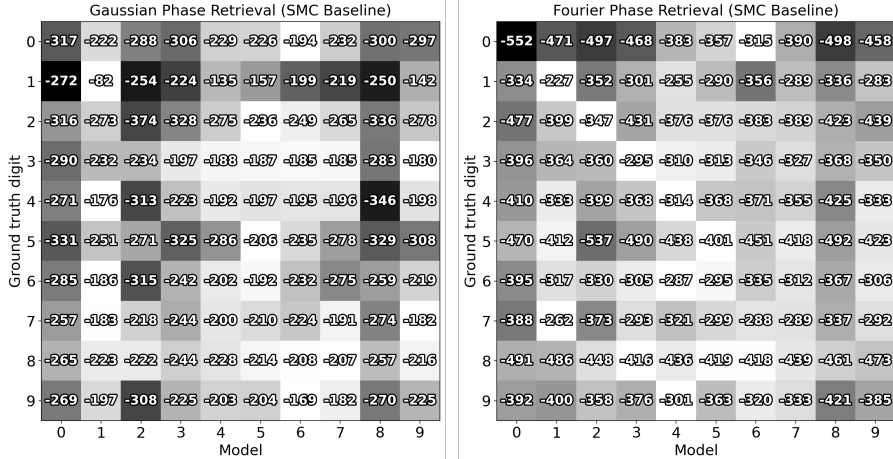 Gaussian Phase Retrieval (SMC Baseline)
0 -317 -222 -288 -306 -229 -226 -194 -232 -300 -297
1 -272 -82 -254 -224 -135 -157 -199 -219 -250 -142
2 -316 -273 -374 -328 -275 -236 -249 -265 -336 -278
3 -290 -232 -234 -197 -188 -187 -185 -185 -283 -180
4 -271 -176 -313 -223 -192 -197 -195 -196 -346 -198
5 -331 -251 -271 -325 -286 -206 -235 -278 -329 -308
6 -285 -186 -315 -242 -202 -192 -232 -275 -259 -219
7 -257 -183 -218 -244 -200 -210 -224 -191 -274 -182
8 -265 -223 -222 -244 -228 -214 -208 -207 -257 -216
9 -269 -197 -308 -225 -203 -204 -169 -182 -270 -225
0 1 2 3 4 5 6 7 8 9
Model
Ground truth digit
Fourier Phase Retrieval (SMC Baseline)
0 -552 -471 -497 -468 -383 -357 -315 -390 -498 -458
1 -334 -227 -352 -301 -255 -290 -356 -289 -336 -283
2 -477 -399 -347 -431 -376 -376 -383 -389 -423 -439
3 -396 -364 -360 -295 -310 -313 -346 -327 -368 -350
4 -410 -333 -399 -368 -314 -368 -371 -355 -425 -333
5 -470 -412 -537 -490 -438 -401 -451 -418 -492 -423
6 -395 -317 -330 -305 -287 -295 -335 -312 -367 -306
7 -388 -262 -373 -293 -321 -299 -288 -289 -337 -292
8 -491 -486 -448 -416 -436 -419 -418 -439 -461 -473
9 -392 -400 -358 -376 -301 -363 -320 -333 -421 -385
0 1 2 3 4 5 6 7 8 9
Model
Ground truth digit